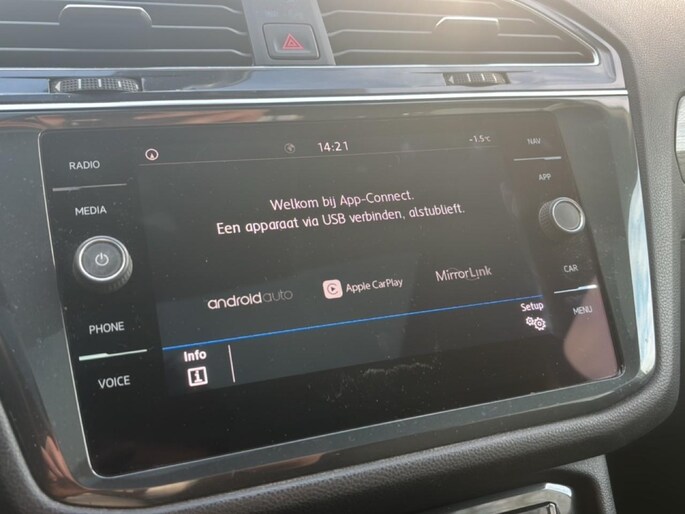 14:21
-1.5°C
NAV
RADIO
APP
MEDIA
Welkom bij App-Connect.
Een apparaat via USB verbinden, alstublieft.
androidauto
Apple CarPlay
MirrorLink
CAR
PHONE
Setup
MENU
Info
VOICE